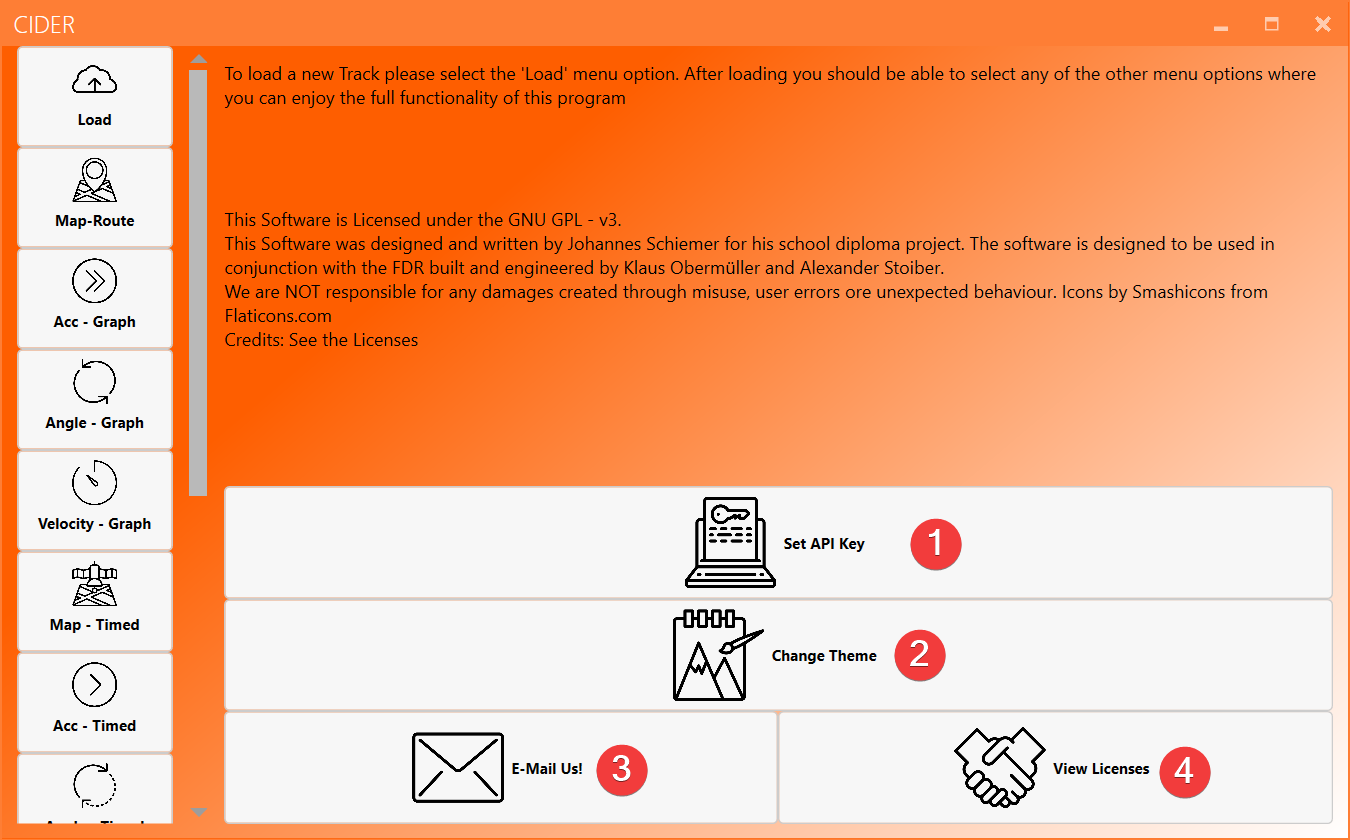 CIDER
Load
Map-Route
Acc - Graph
Angle - Graph
Velocity - Graph
Map - Timed
Acc - Timed
To load a new Track please select the 'Load' menu option. After loading you should be able to select any of the other menu options where
you can enjoy the full functionality of this program
This Software is Licensed under the GNU GPL - v3.
This Software was designed and written by Johannes Schiemer for his school diploma project. The software is designed to be used in
conjunction with the FDR built and engineered by Klaus Obermüller and Alexander Stoiber.
We are NOT responsible for any damages created through misuse, user errors ore unexpected behaviour. Icons by Smashicons from
Flaticons.com
Credits: See the Licenses
Set API Key 1
Change Theme 2
E-Mail Us! 3
View Licenses 4